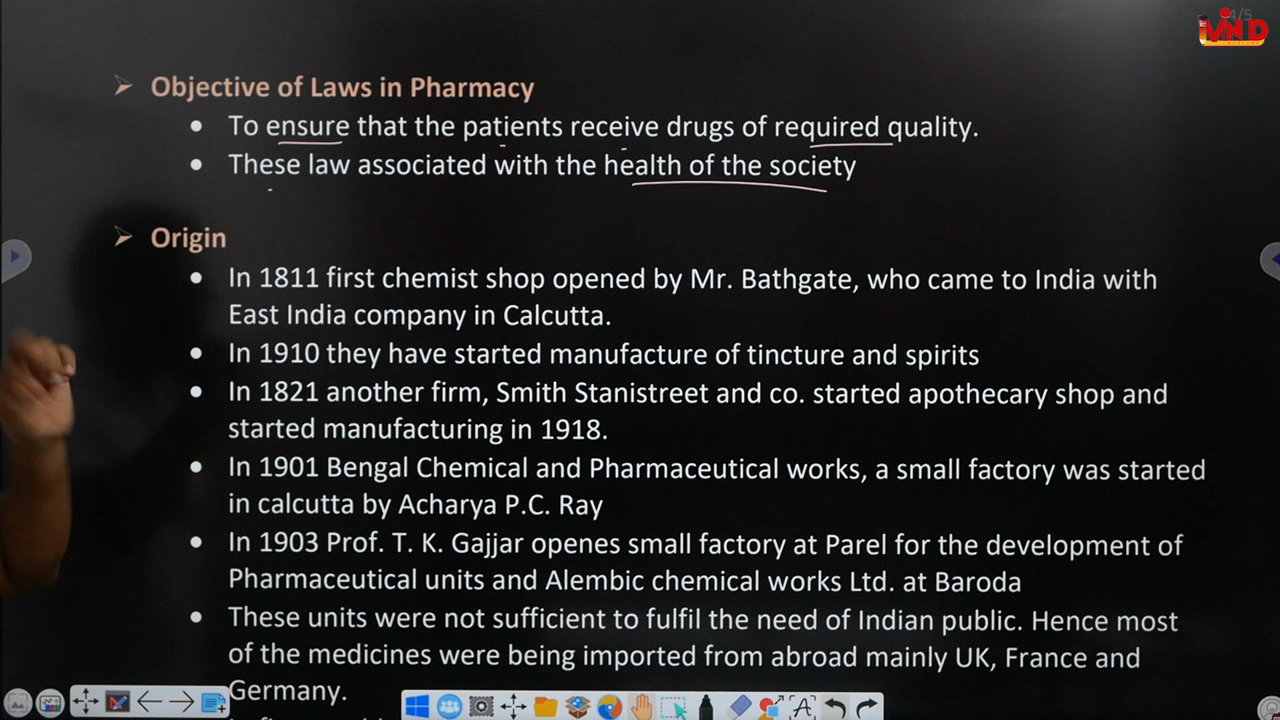 4/5
MIND
Objective of Laws in Pharmacy
To ensure that the patients receive drugs of required quality.
These law associated with the health of the society
Origin
In 1811 first chemist shop opened by Mr. Bathgate, who came to India with
East India company in Calcutta.
In 1910 they have started manufacture of tincture and spirits
In 1821 another firm, Smith Stanistreet and co. started apothecary shop and
started manufacturing in 1918.
In 1901 Bengal Chemical and Pharmaceutical works, a small factory was started
in calcutta by Acharya P.C. Ray
In 1903 Prof. T. K. Gajjar openes small factory at Parel for the development of
Pharmaceutical units and Alembic chemical works Ltd. at Baroda
These units were not sufficient to fulfil the need of Indian public. Hence most
of the medicines were being imported from abroad mainly UK, France and
Germany.